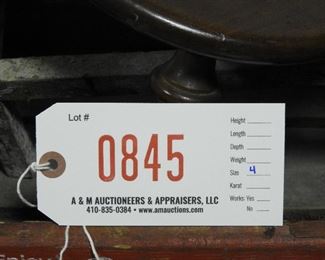 Lot #
0845
A & M AUCTIONEERS & APPRAISERS, LLC
410-835-0384 • www.amauctions.com
Height
Length
Depth
Weight
Size 4
Karat
Works: Yes
No